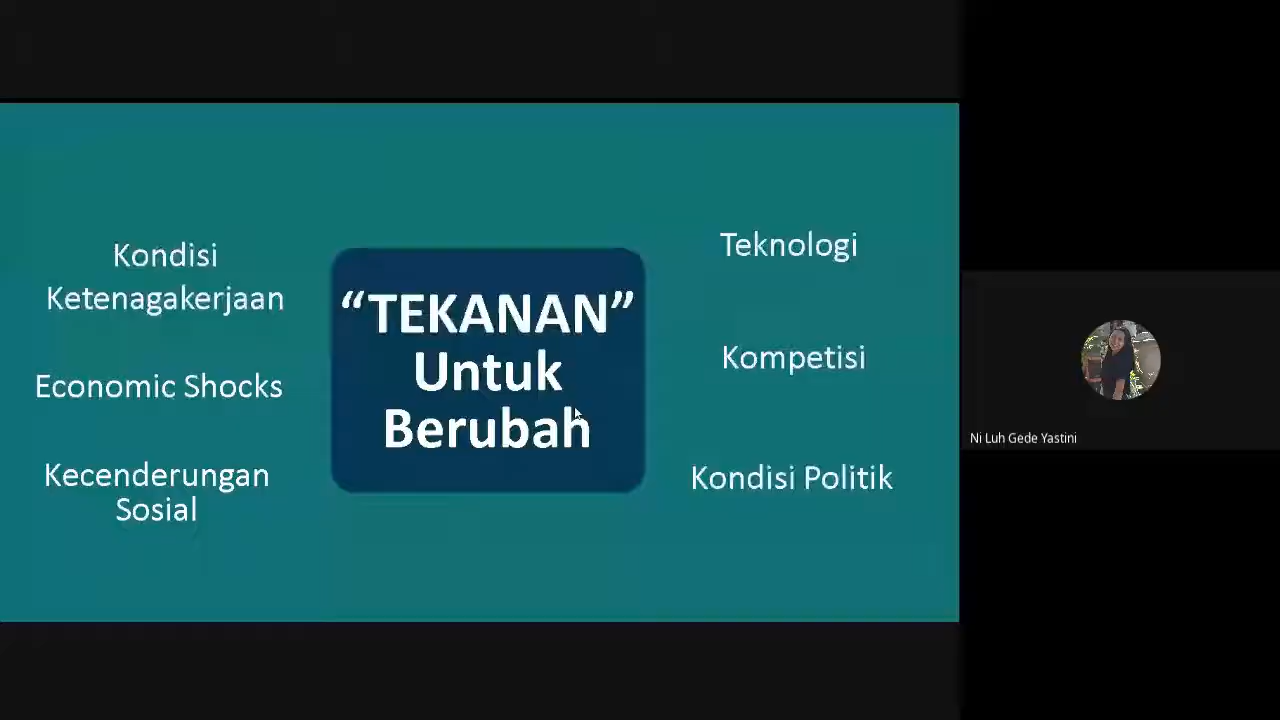 Kondisi
Ketenagakerjaan
Economic Shocks
Kecenderungan
Sosial
“TEKANAN”
Untuk
Berubah
Teknologi
Kompetisi
Kondisi Politik
Ni Luh Gede Yastini